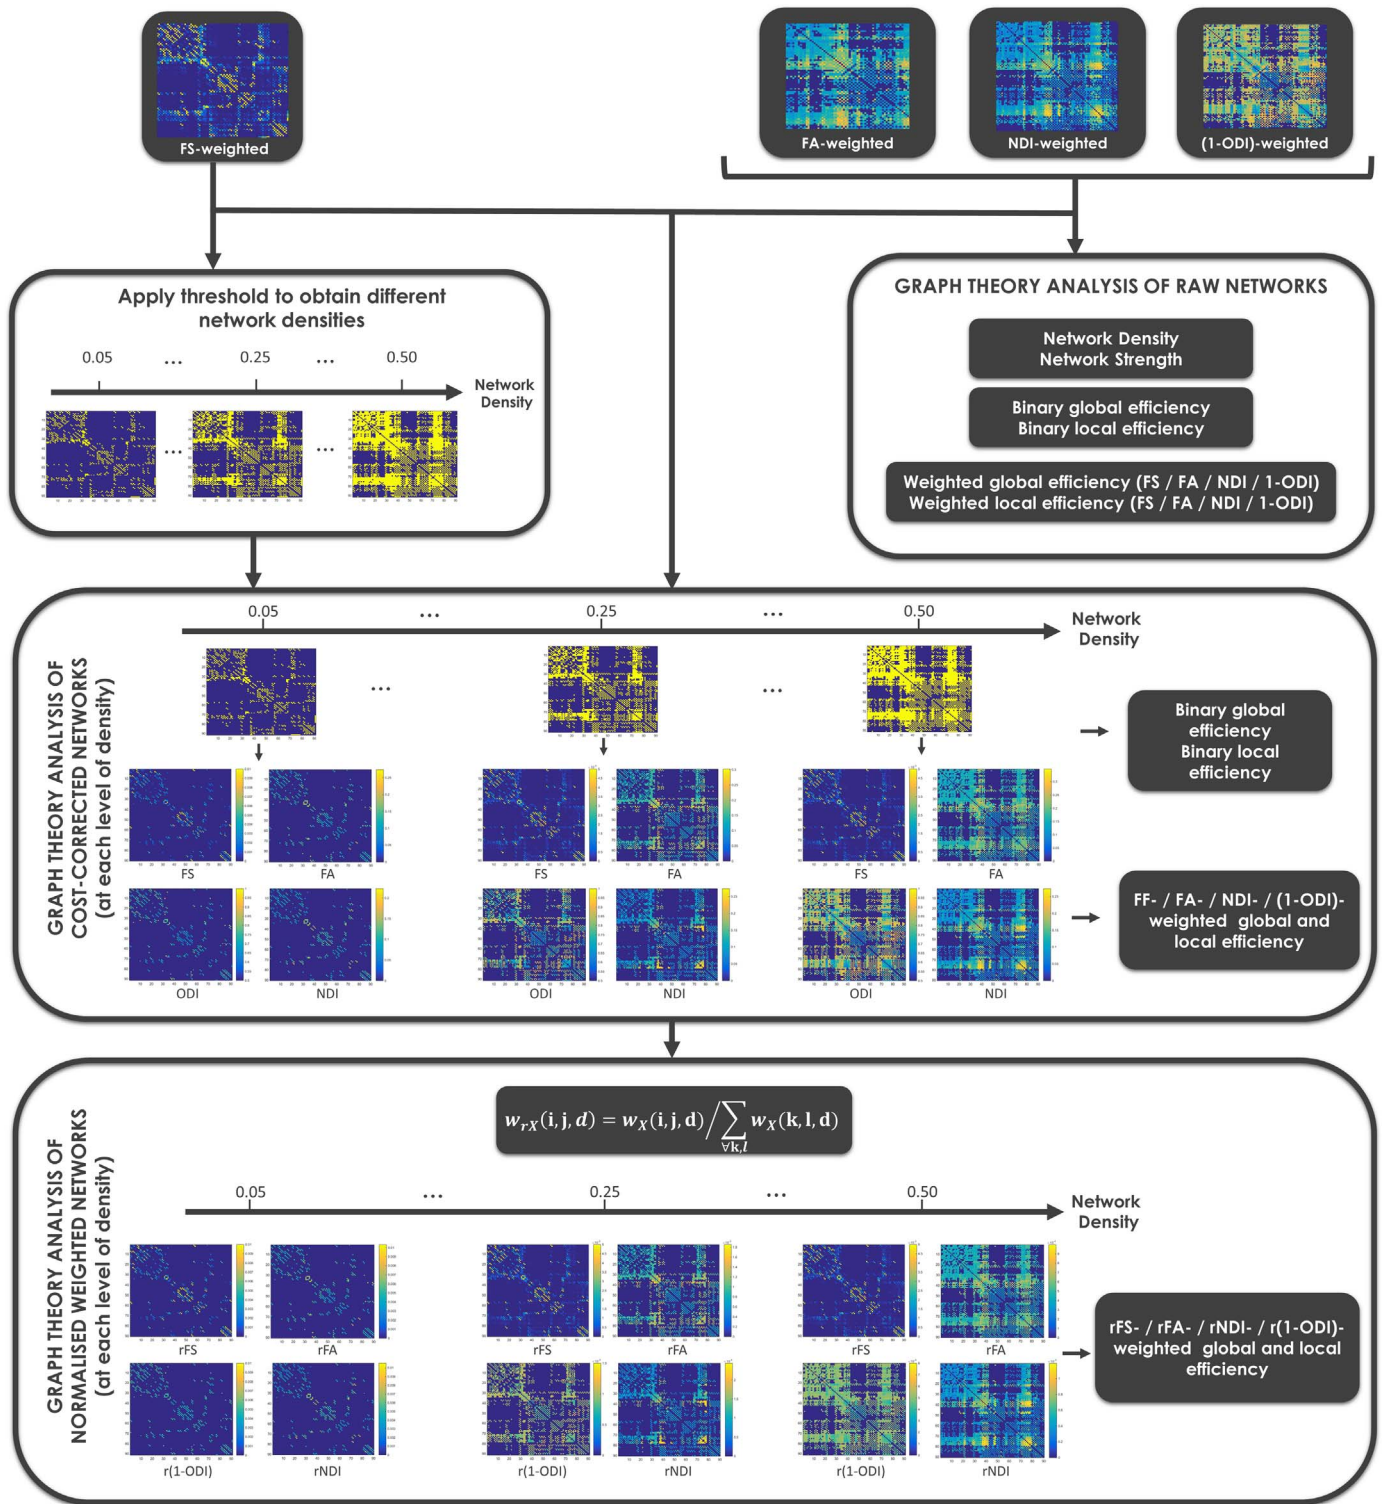 FS-weighted
FA-weighted
NDI-weighted
(1-ODI)-weighted
Apply threshold to obtain different
network densities
0.05 ... 0.25 ... 0.50
Network
Density
... ...
GRAPH THEORY ANALYSIS OF RAW NETWORKS
Network Density
Network Strength
Binary global efficiency
Binary local efficiency
Weighted global efficiency (FS / FA / NDI / 1-ODI)
Weighted local efficiency (FS / FA / NDI / 1-ODI)
GRAPH THEORY ANALYSIS OF
COST-CORRECTED NETWORKS
(at each level of density)
0.05 ... 0.25 ... 0.50
Network
Density
... ...
Binary global
efficiency
Binary local
efficiency
FS FA FS FA FS FA
FF- / FA- / NDI- / (1-ODI)-
weighted global and
local efficiency
ODI NDI ODI NDI ODI NDI
GRAPH THEORY ANALYSIS OF
NORMALISED WEIGHTED NETWORKS
(at each level of density)
w_{rX}(i,j,d) = w_X(i,j,d) / ∑_{∀k,l} w_X(k,l,d)
0.05 ... 0.25 ... 0.50
Network
Density
rFS rFA rFS rFA rFS rFA
rFS- / rFA- / rNDI- / r(1-ODI)-
weighted global and local
efficiency
r(1-ODI) rNDI r(1-ODI) rNDI r(1-ODI) rNDI